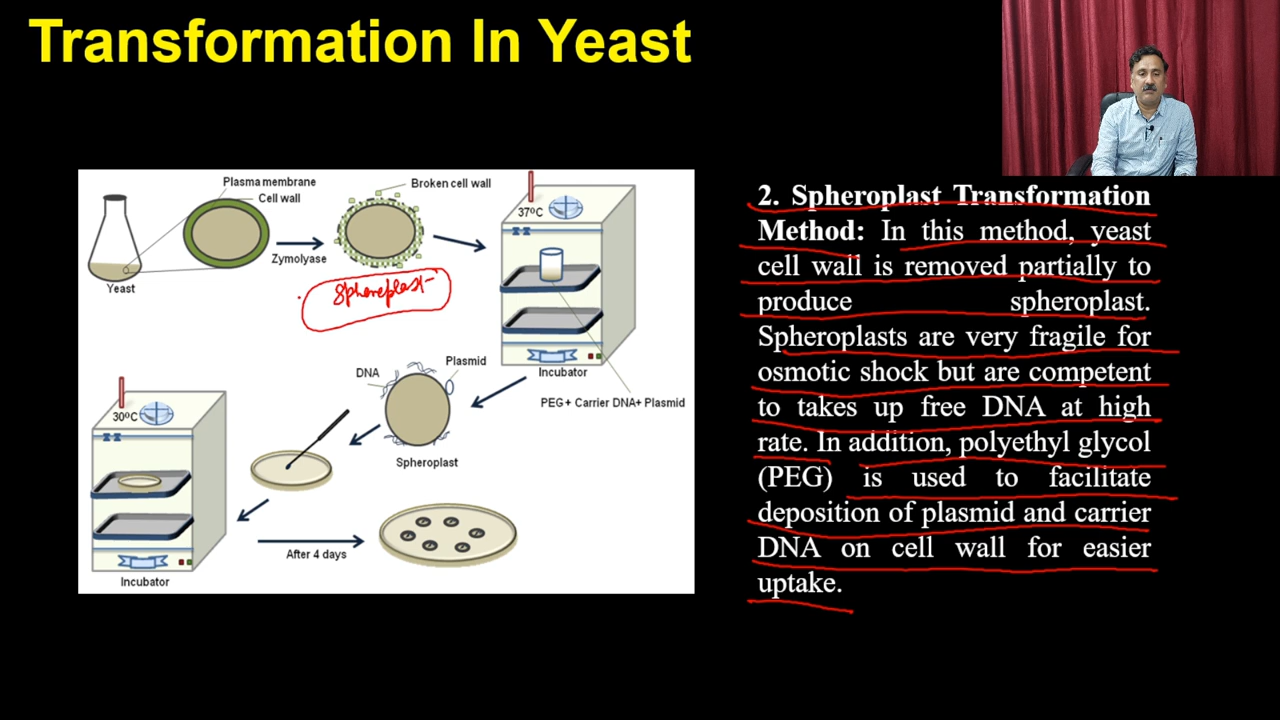 Transformation In Yeast
Plasma membrane
Cell wall
Broken cell wall
37ºC
Zymolyase
Yeast
Spheroplast
Incubator
PEG+ Carrier DNA+ Plasmid
DNA
Plasmid
Spheroplast
30ºC
After 4 days
Incubator
2. Spheroplast Transformation
Method: In this method, yeast
cell wall is removed partially to
produce spheroplast.
Spheroplasts are very fragile for
osmotic shock but are competent
to takes up free DNA at high
rate. In addition, polyethyl glycol
(PEG) is used to facilitate
deposition of plasmid and carrier
DNA on cell wall for easier
uptake.